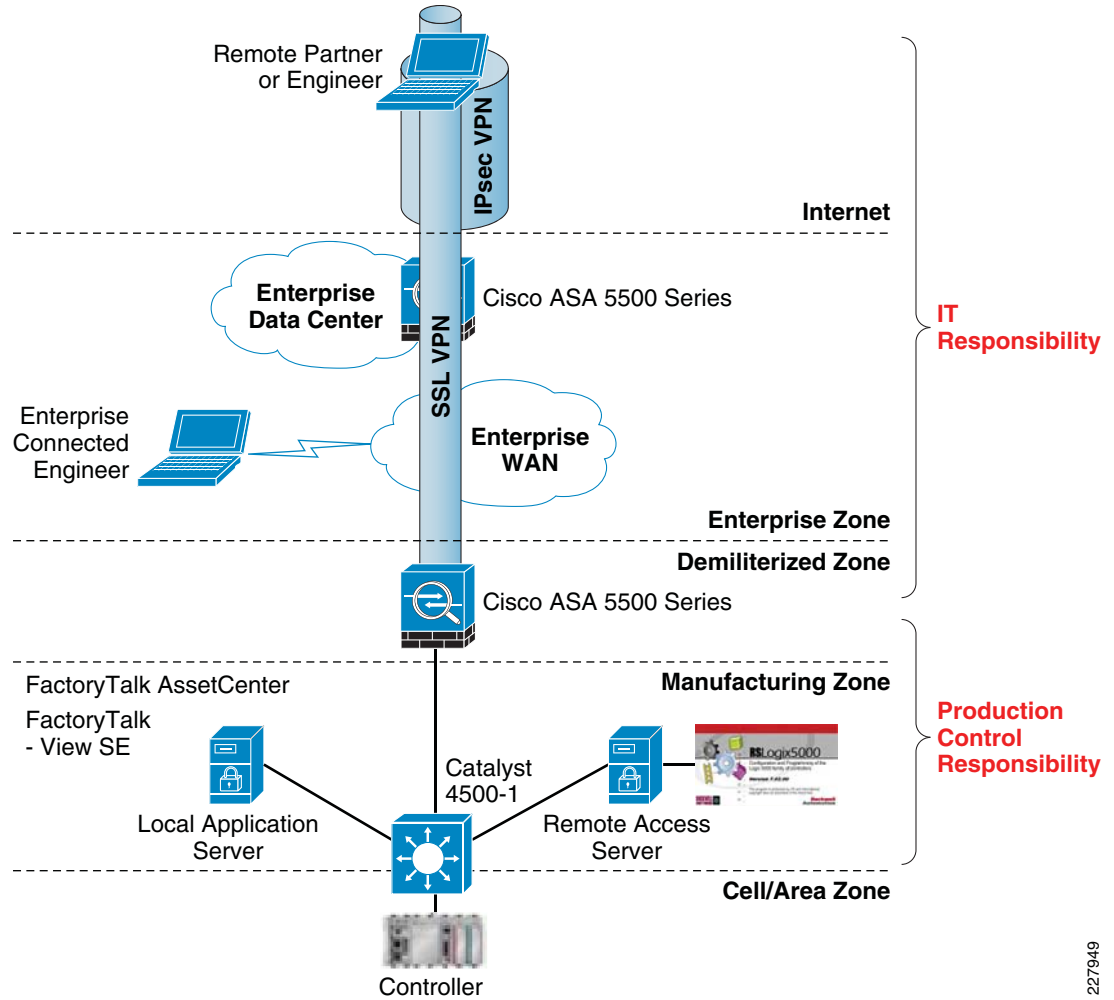 Remote Partner
or Engineer
IPsec VPN
Internet
Enterprise
Data Center
Cisco ASA 5500 Series
SSL VPN
IT
Responsibility
Enterprise
Connected
Engineer
Enterprise
WAN
Enterprise Zone
Demiliterized Zone
Cisco ASA 5500 Series
FactoryTalk AssetCenter
Manufacturing Zone
FactoryTalk
- View SE
RSLogix5000
Production
Control
Responsibility
Catalyst
4500-1
Local Application
Server
Remote Access
Server
Cell/Area Zone
Controller
227949